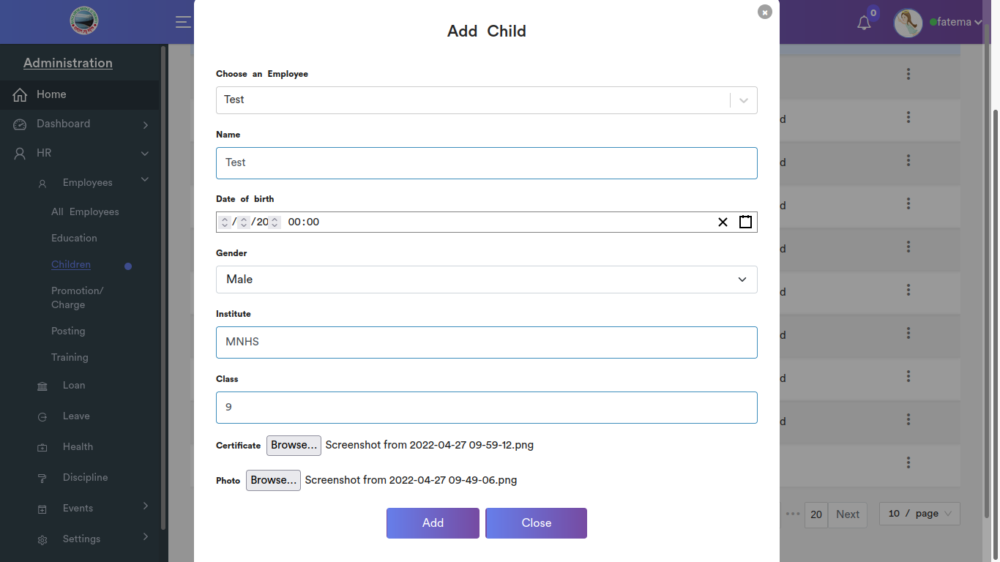 Add Child
Choose an Employee
Test
Name
Test
Date of birth
/ /20 00:00
Gender
Male
Institute
MNHS
Class
9
Certificate Browse... Screenshot from 2022-04-27 09-59-12.png
Photo Browse... Screenshot from 2022-04-27 09-49-06.png
Add Close
Administration
Home
Dashboard
HR
Employees
All Employees
Education
Children
Promotion/
Charge
Posting
Training
Loan
Leave
Health
Discipline
Events
Settings
0
fatema
d
d
d
d
d
d
d
d
••• 20 Next 10 / page